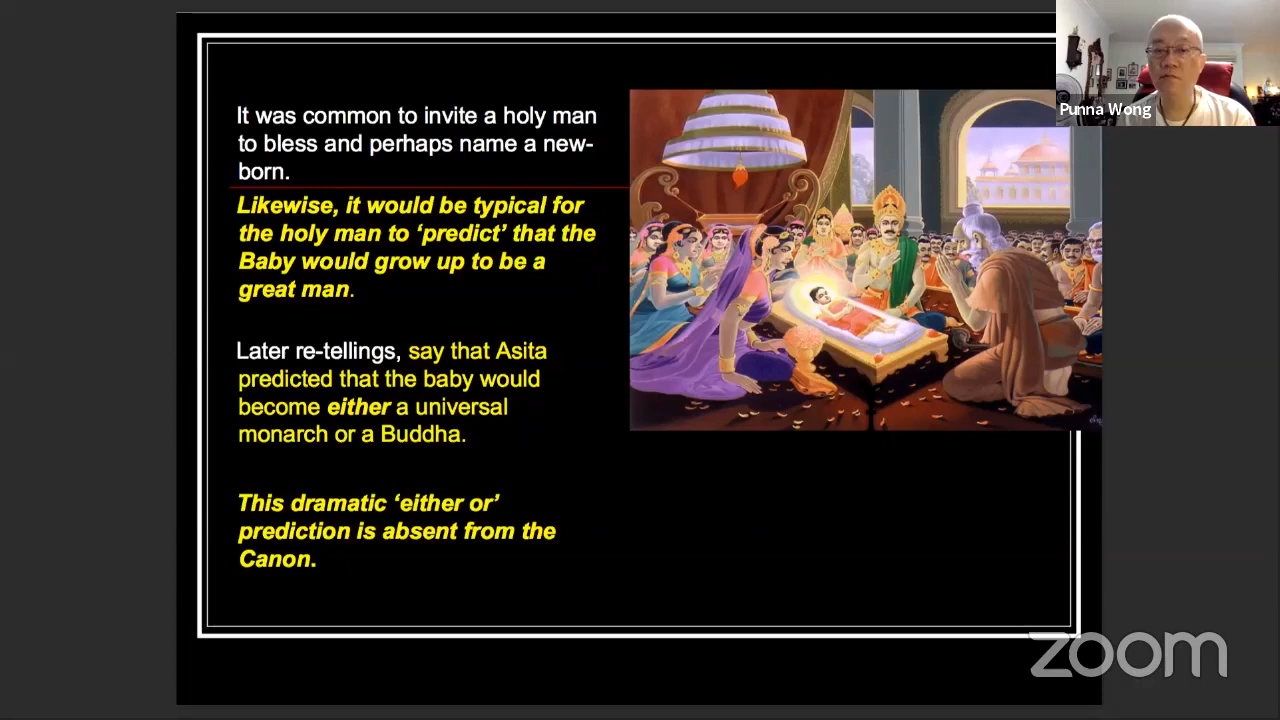 It was common to invite a holy man
to bless and perhaps name a new-
born.
Likewise, it would be typical for
the holy man to ‘predict’ that the
Baby would grow up to be a
great man.
Later re-tellings, say that Asita
predicted that the baby would
become either a universal
monarch or a Buddha.
This dramatic ‘either or’
prediction is absent from the
Canon.
Punna Wong
zoom